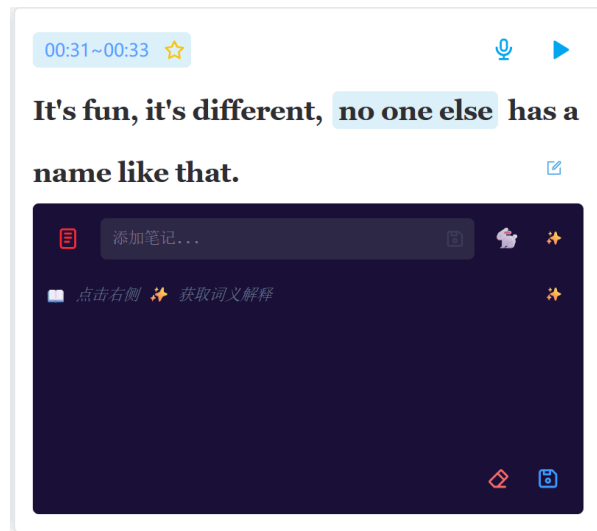 00:31~00:33
It's fun, it's different, no one else has a
name like that.
添加笔记...
点击右侧 ✨ 获取词义解释